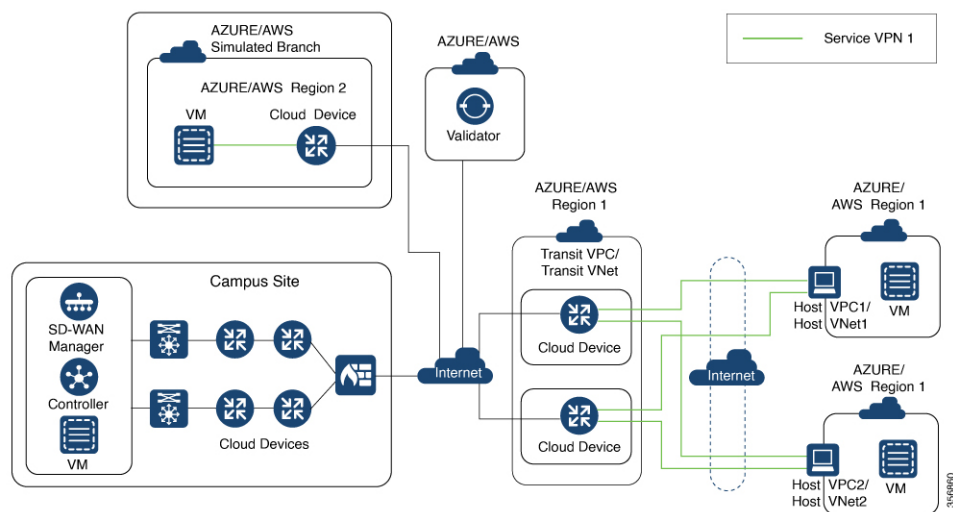 AZURE/AWS
Simulated Branch
AZURE/AWS Region 2
VM
Cloud Device
AZURE/AWS
Validator
Service VPN 1
AZURE/AWS
Region 1
Transit VPC/
Transit VNet
Cloud Device
Cloud Device
Campus Site
SD-WAN
Manager
Controller
VM
Cloud Devices
Internet
Internet
AZURE/
AWS Region 1
Host VPC1/
Host VNet1
VM
AZURE/
AWS Region 1
Host VPC2/
Host VNet2
VM
356860